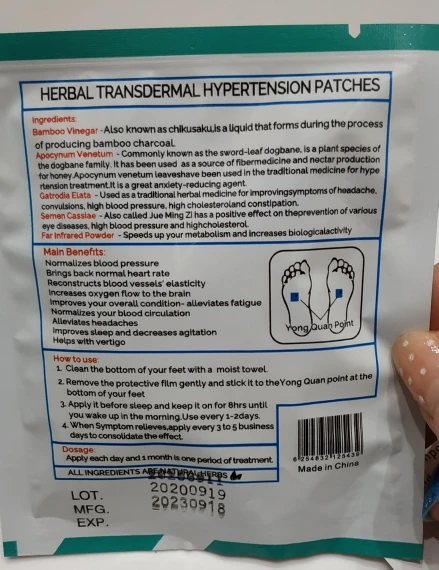 HERBAL TRANSDERMAL HYPERTENSION PATCHES
Ingredients:
Bamboo Vinegar -Also known as chikusaku,is a liquid that forms during the process
of producing bamboo charcoal.
Apocynum Venetum - Commonly known as the sword-leaf dogbane, is a plant species of
the dogbane family. It has been used as a source of fibermedicine and nectar production
for honey.Apocynum venetum leaveshave been used in the traditional medicine for hype
rtension treatment.It is a great anxiety-reducing agent.
Gatrodia Elata - Used as a traditional herbal medicine for improvingsymptoms of headache,
convulsions, high blood pressure, high cholesteroland constipation.
Semen Cassiae - Also called Jue Ming Zi has a positive effect on theprevention of various
eye diseases, high blood pressure and highcholesterol.
Far Infrared Powder - Speeds up your metabolism and increases biologicalactivity
Main Benefits:
Normalizes blood pressure
Brings back normal heart rate
Reconstructs blood vessels' elasticity
Increases oxygen flow to the brain
Improves your overall condition- alleviates fatigue
Normalizes your blood circulation
Alleviates headaches
Improves sleep and decreases agitation
Helps with vertigo
Yong Quan Point
How to use:
1. Clean the bottom of your feet with a moist towel.
2. Remove the protective film gently and stick it to theYong Quan point at the
bottom of your feet
3. Apply it before sleep and keep it on for 8hrs until
you wake up in the morning.Use every 1-2days.
4. When Symptom relieves,apply every 3 to 5 business
days to consolidate the effect.
Dosage:
Apply each day and 1 month is one period of treatment.
ALL INGREDIENTS ARE NATURAL HERBS
Made in China
LOT. 20200911
MFG. 20200919
EXP. 20230918